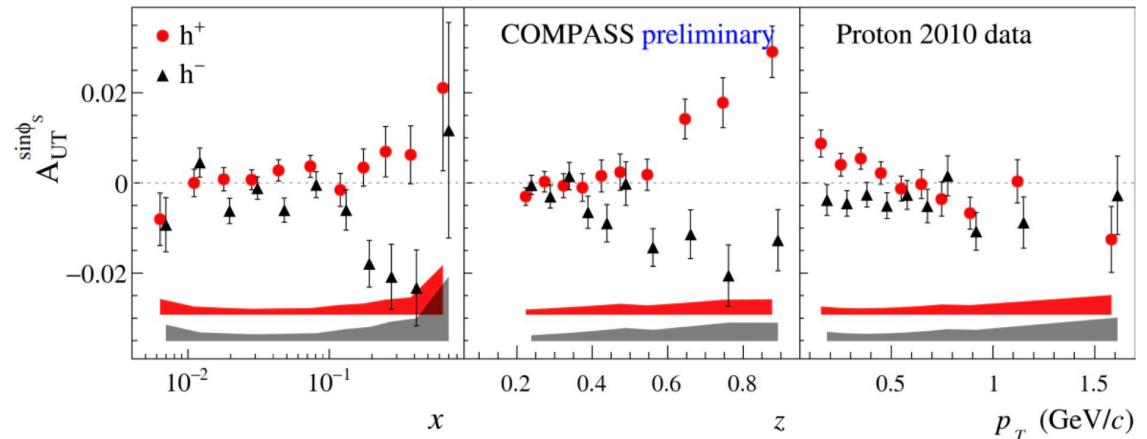 h⁺
h⁻
COMPASS preliminary
Proton 2010 data
A_UT^sinϕ_s
0.02
0
−0.02
10⁻² 10⁻¹
x
0.2 0.4 0.6 0.8
z
0.5 1 1.5
p_T (GeV/c)